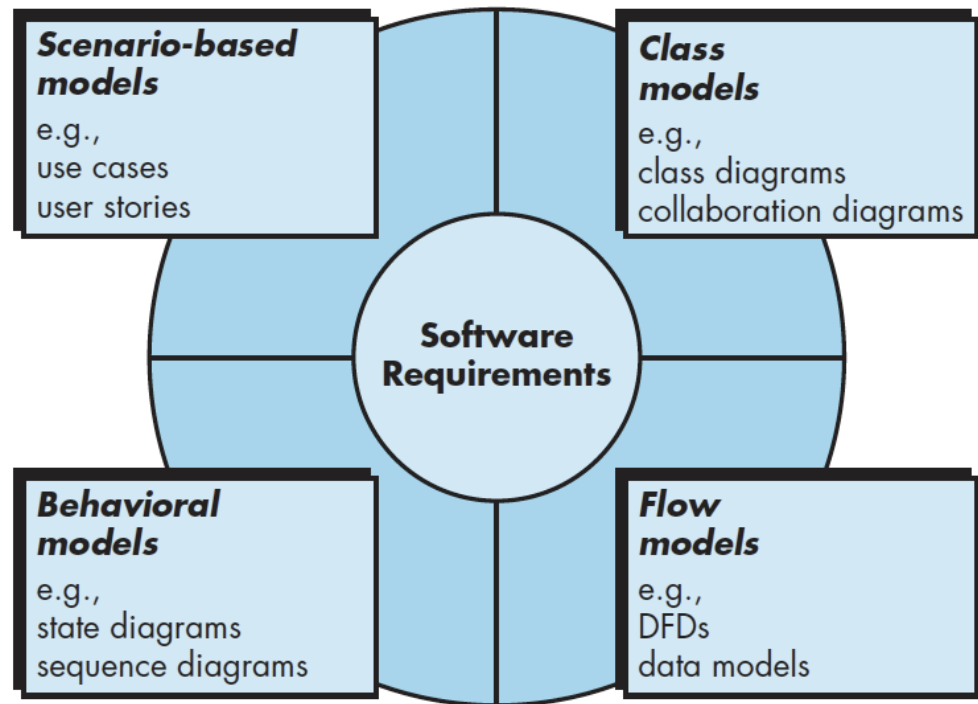 Scenario-based
models
e.g.,
use cases
user stories
Class
models
e.g.,
class diagrams
collaboration diagrams
Software
Requirements
Behavioral
models
e.g.,
state diagrams
sequence diagrams
Flow
models
e.g.,
DFDs
data models